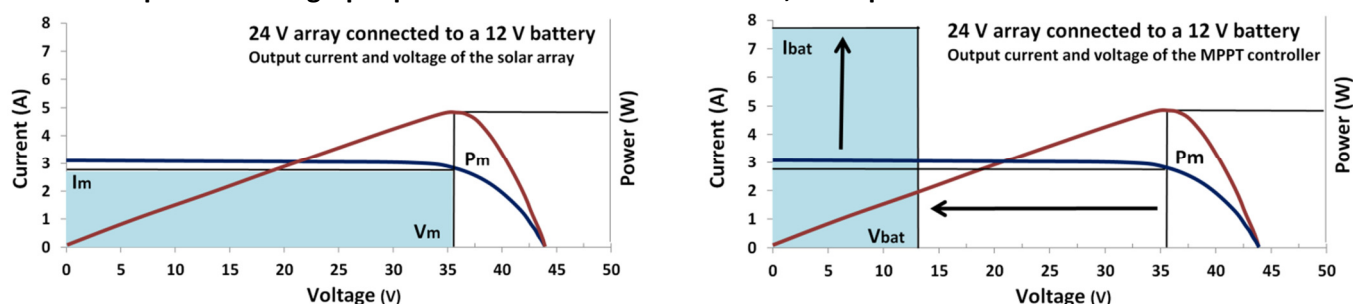 24 V array connected to a 12 V battery
Output current and voltage of the solar array
8
7
6
5
4
3
2
1
0
Current (A)
Power (W)
Im
Pm
Vm
0 5 10 15 20 25 30 35 40 45 50
Voltage (V)
24 V array connected to a 12 V battery
Output current and voltage of the MPPT controller
8
7
6
5
4
3
2
1
0
Current (A)
Power (W)
Ibat
Pm
Vbat
0 5 10 15 20 25 30 35 40 45 50
Voltage (V)